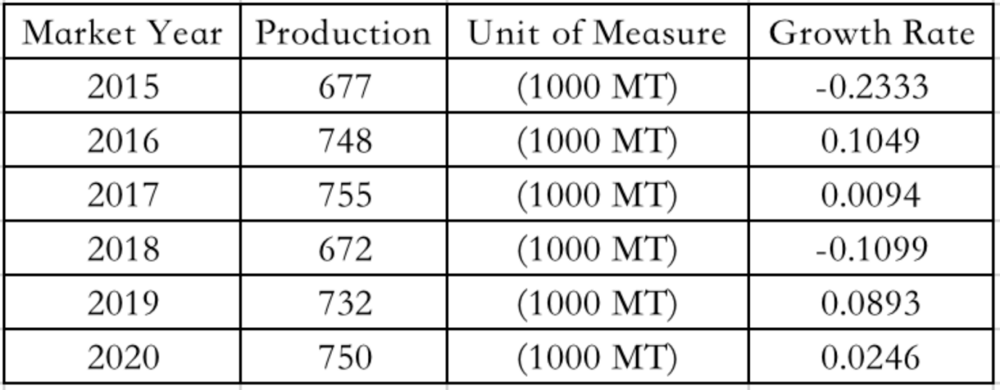 Market Year Production Unit of Measure Growth Rate
2015 677 (1000 MT) -0.2333
2016 748 (1000 MT) 0.1049
2017 755 (1000 MT) 0.0094
2018 672 (1000 MT) -0.1099
2019 732 (1000 MT) 0.0893
2020 750 (1000 MT) 0.0246